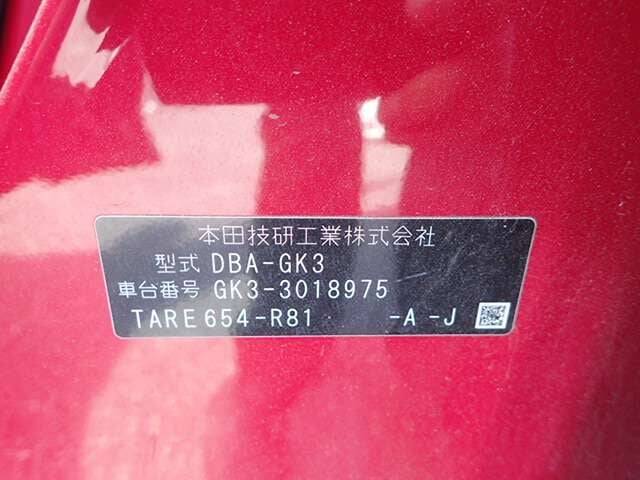 本田技研工業株式会社
型式 DBA-GK3
車台番号 GK3-3018975
TARE654-R81 -A -J